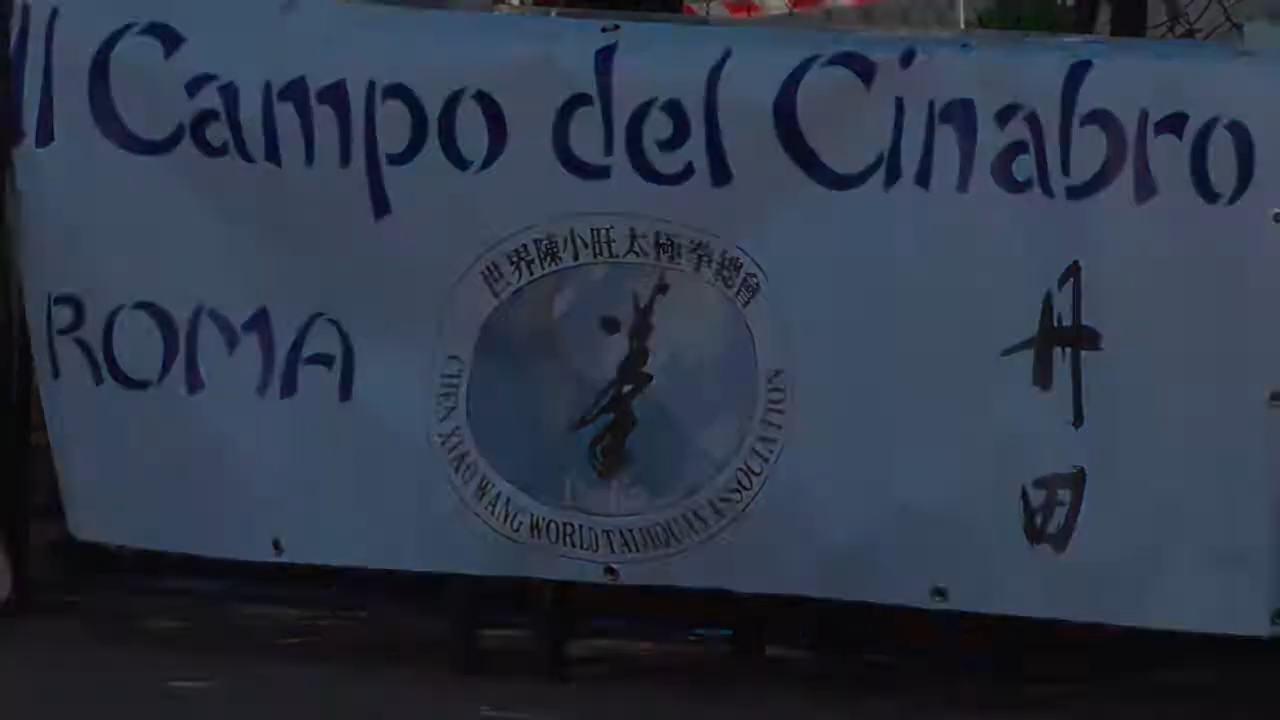 Il Campo del Cinabro
ROMA
世界陳小旺太極拳總會
CHEN XIAO WANG WORLD TAIJIQUAN ASSOCIATION
丹
田